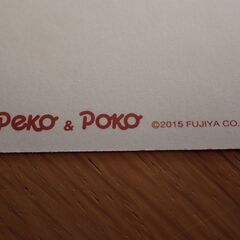 Peko & Poko ©2015 FUJIYA CO.